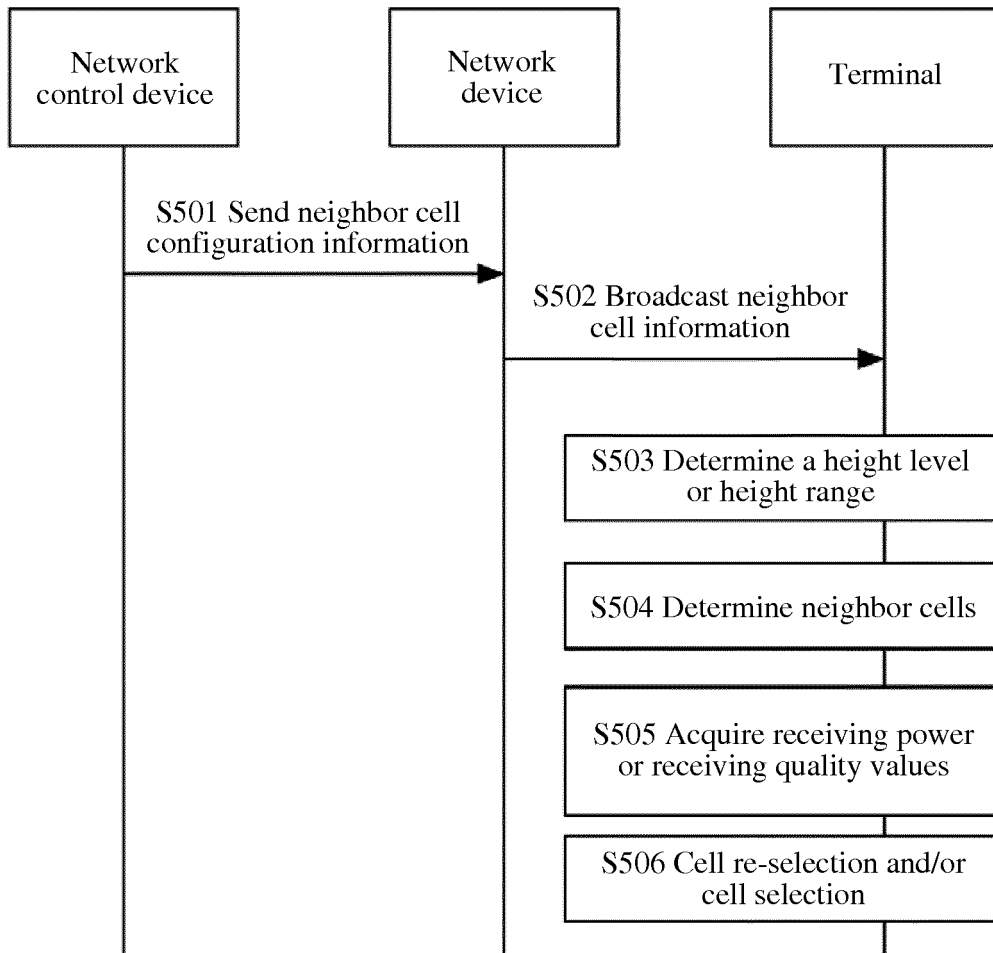 Network
control device
Network
device
Terminal
S501 Send neighbor cell
configuration information
S502 Broadcast neighbor
cell information
S503 Determine a height level
or height range
S504 Determine neighbor cells
S505 Acquire receiving power
or receiving quality values
S506 Cell re-selection and/or
cell selection